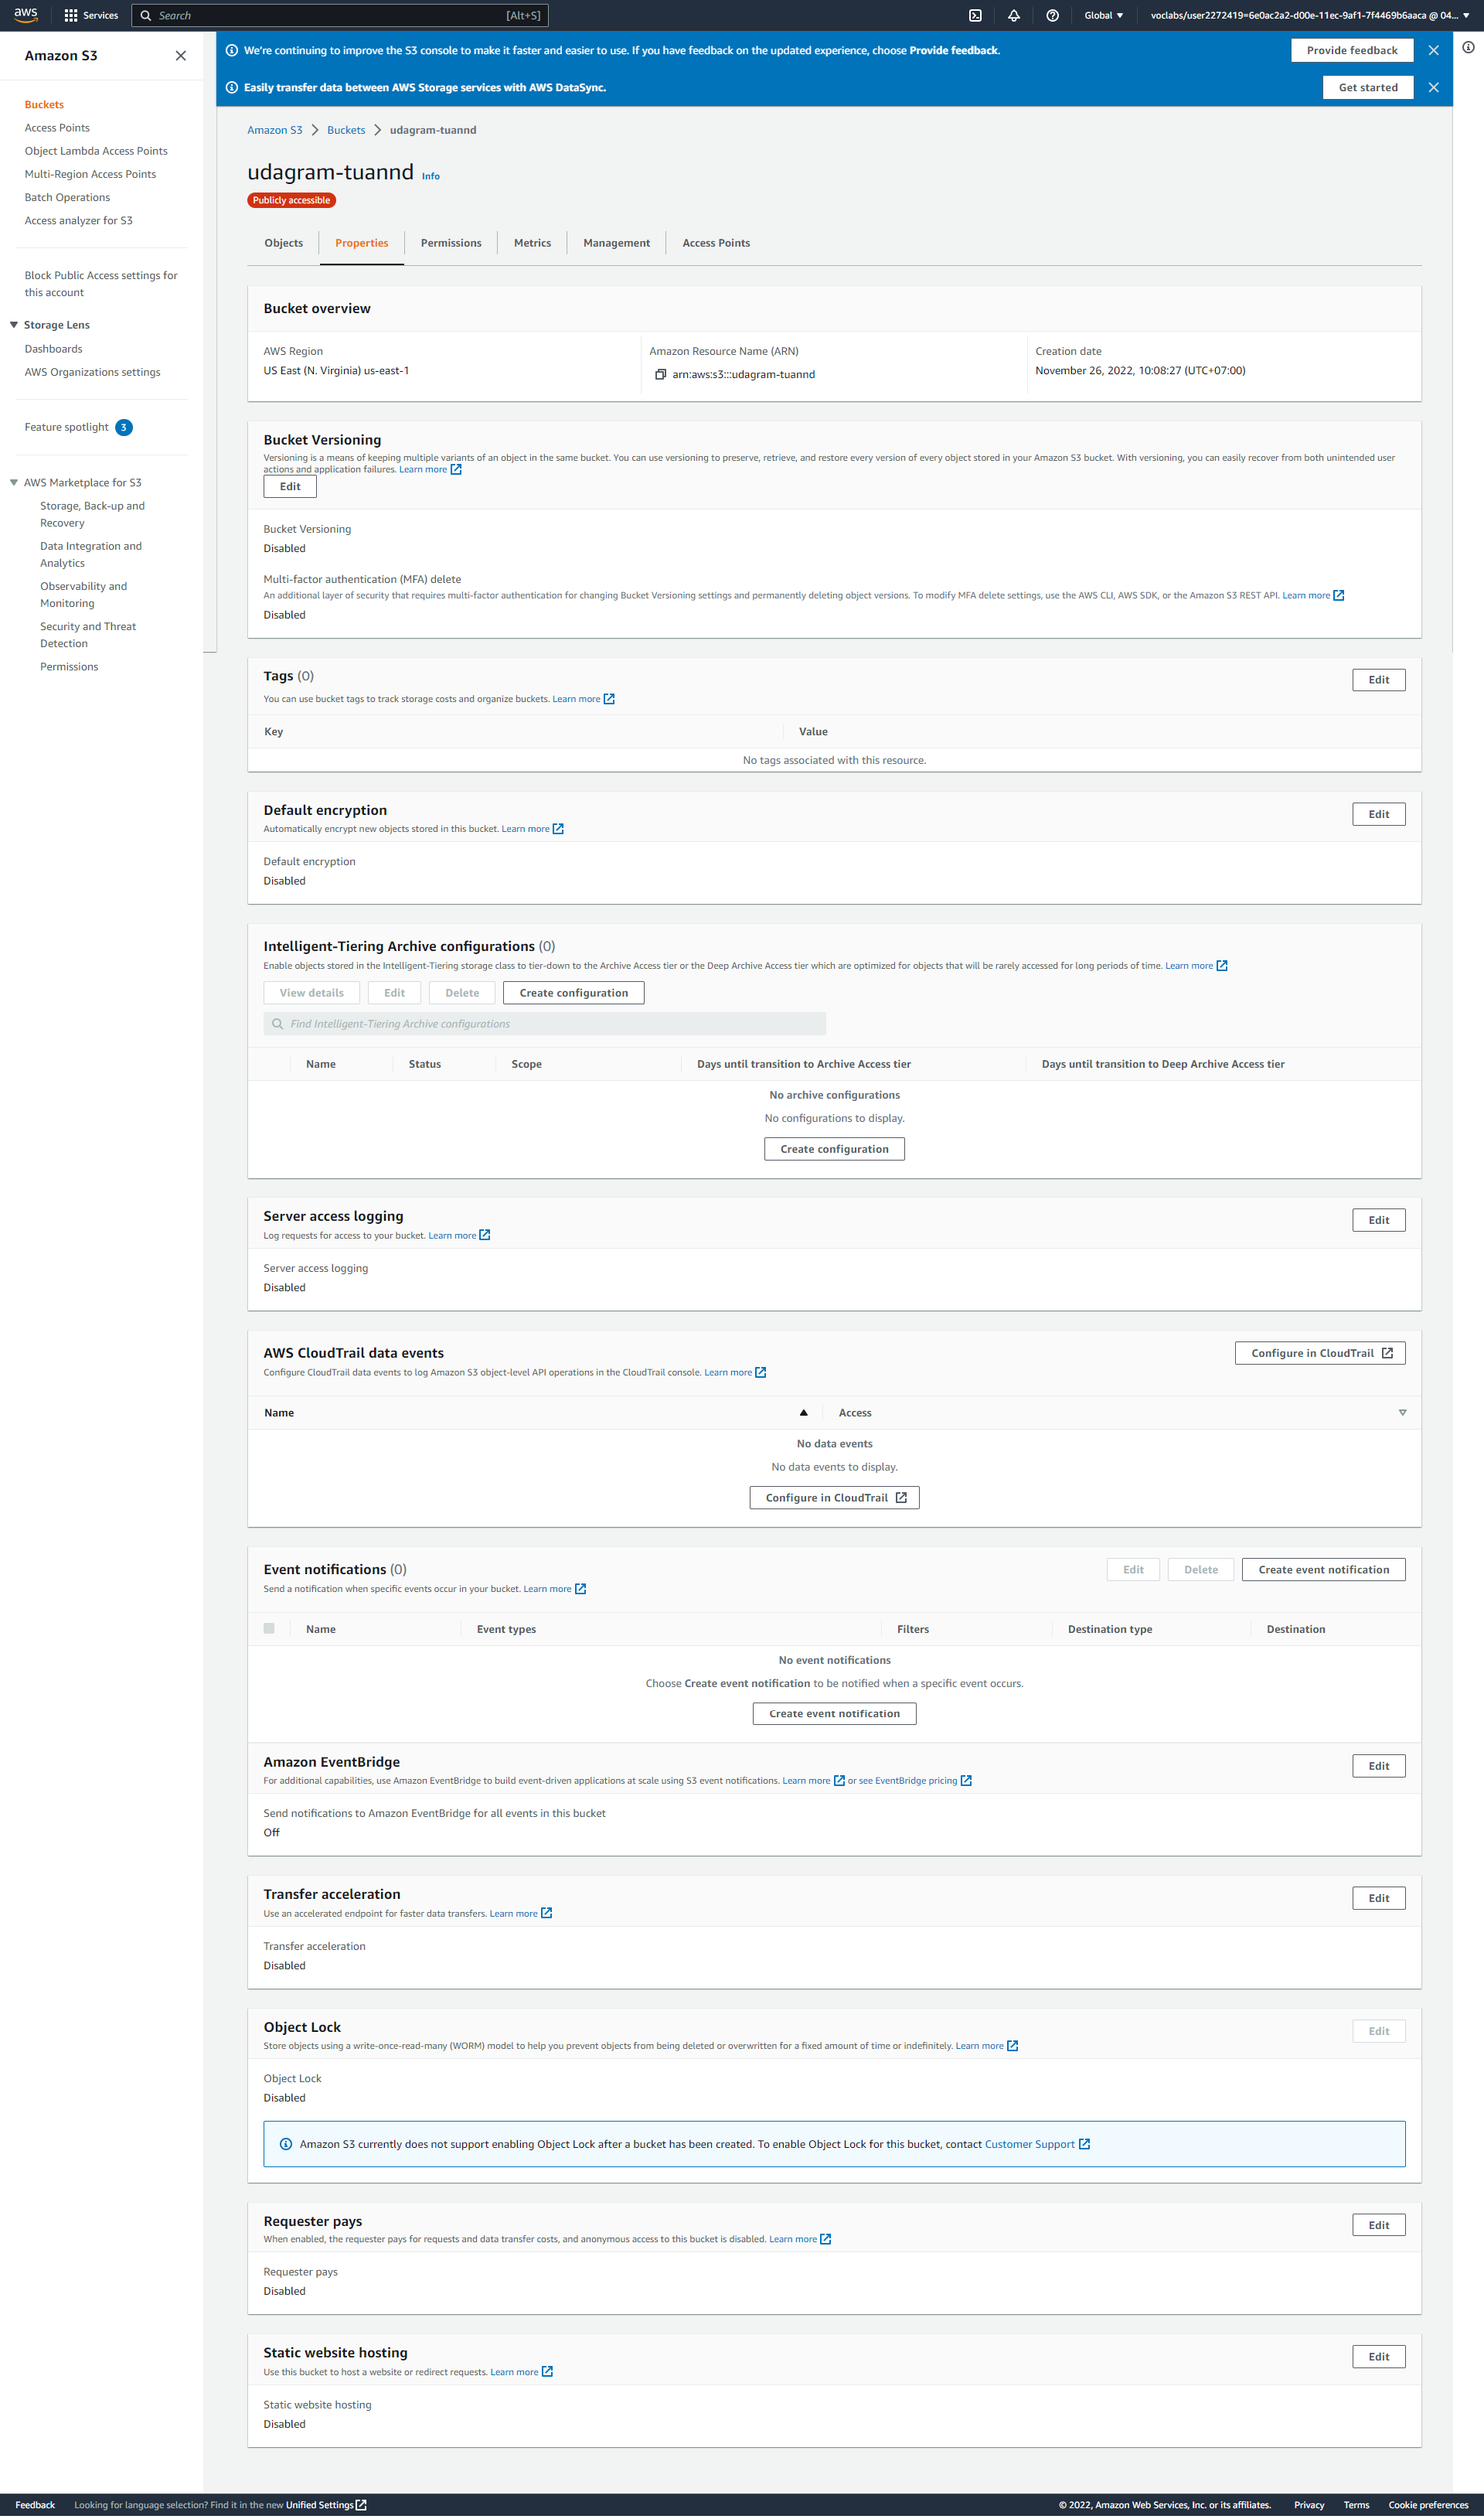 aws
Services
Search
[Alt+S]
Global
voclabs/user2272419=6e0ac2a2-d00e-11ec-9af1-7f4469b6aaca @ 04...
Amazon S3
Buckets
Access Points
Object Lambda Access Points
Multi-Region Access Points
Batch Operations
Access analyzer for S3
Block Public Access settings for
this account
Storage Lens
Dashboards
AWS Organizations settings
Feature spotlight 3
AWS Marketplace for S3
Storage, Back-up and
Recovery
Data Integration and
Analytics
Observability and
Monitoring
Security and Threat
Detection
Permissions
We're continuing to improve the S3 console to make it faster and easier to use. If you have feedback on the updated experience, choose Provide feedback.
Provide feedback
Easily transfer data between AWS Storage services with AWS DataSync.
Get started
Amazon S3 > Buckets > udagram-tuannd
udagram-tuannd Info
Publicly accessible
Objects Properties Permissions Metrics Management Access Points
Bucket overview
AWS Region
US East (N. Virginia) us-east-1
Amazon Resource Name (ARN)
arn:aws:s3:::udagram-tuannd
Creation date
November 26, 2022, 10:08:27 (UTC+07:00)
Bucket Versioning
Versioning is a means of keeping multiple variants of an object in the same bucket. You can use versioning to preserve, retrieve, and restore every version of every object stored in your Amazon S3 bucket. With versioning, you can easily recover from both unintended user
actions and application failures. Learn more
Edit
Bucket Versioning
Disabled
Multi-factor authentication (MFA) delete
An additional layer of security that requires multi-factor authentication for changing Bucket Versioning settings and permanently deleting object versions. To modify MFA delete settings, use the AWS CLI, AWS SDK, or the Amazon S3 REST API. Learn more
Disabled
Tags (0)
Edit
You can use bucket tags to track storage costs and organize buckets. Learn more
Key Value
No tags associated with this resource.
Default encryption
Edit
Automatically encrypt new objects stored in this bucket. Learn more
Default encryption
Disabled
Intelligent-Tiering Archive configurations (0)
Enable objects stored in the Intelligent-Tiering storage class to tier-down to the Archive Access tier or the Deep Archive Access tier which are optimized for objects that will be rarely accessed for long periods of time. Learn more
View details Edit Delete Create configuration
Find Intelligent-Tiering Archive configurations
Name Status Scope Days until transition to Archive Access tier Days until transition to Deep Archive Access tier
No archive configurations
No configurations to display.
Create configuration
Server access logging
Edit
Log requests for access to your bucket. Learn more
Server access logging
Disabled
AWS CloudTrail data events
Configure in CloudTrail
Configure CloudTrail data events to log Amazon S3 object-level API operations in the CloudTrail console. Learn more
Name Access
No data events
No data events to display.
Configure in CloudTrail
Event notifications (0)
Edit Delete Create event notification
Send a notification when specific events occur in your bucket. Learn more
Name Event types Filters Destination type Destination
No event notifications
Choose Create event notification to be notified when a specific event occurs.
Create event notification
Amazon EventBridge
Edit
For additional capabilities, use Amazon EventBridge to build event-driven applications at scale using S3 event notifications. Learn more or see EventBridge pricing
Send notifications to Amazon EventBridge for all events in this bucket
Off
Transfer acceleration
Edit
Use an accelerated endpoint for faster data transfers. Learn more
Transfer acceleration
Disabled
Object Lock
Edit
Store objects using a write-once-read-many (WORM) model to help you prevent objects from being deleted or overwritten for a fixed amount of time or indefinitely. Learn more
Object Lock
Disabled
Amazon S3 currently does not support enabling Object Lock after a bucket has been created. To enable Object Lock for this bucket, contact Customer Support
Requester pays
Edit
When enabled, the requester pays for requests and data transfer costs, and anonymous access to this bucket is disabled. Learn more
Requester pays
Disabled
Static website hosting
Edit
Use this bucket to host a website or redirect requests. Learn more
Static website hosting
Disabled
Feedback Looking for language selection? Find it in the new Unified Settings © 2022, Amazon Web Services, Inc. or its affiliates. Privacy Terms Cookie preferences